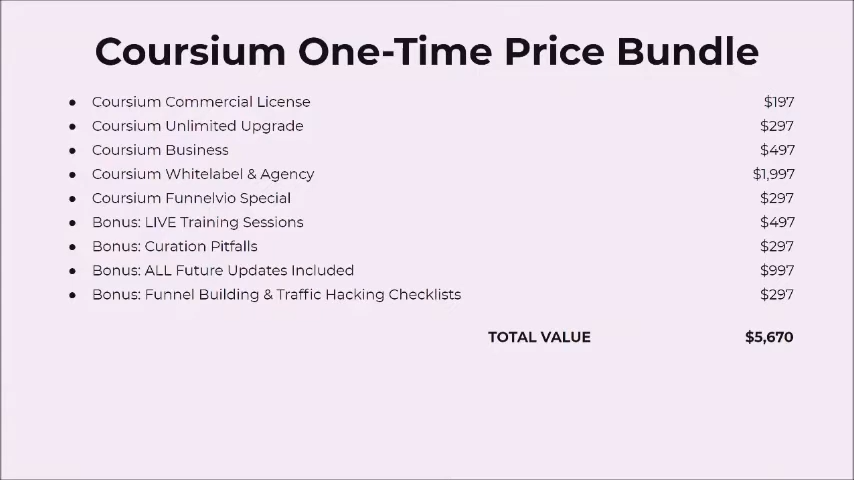 Coursium One-Time Price Bundle
● Coursium Commercial License $197
● Coursium Unlimited Upgrade $297
● Coursium Business $497
● Coursium Whitelabel & Agency $1,997
● Coursium Funnelvio Special $297
● Bonus: LIVE Training Sessions $497
● Bonus: Curation Pitfalls $297
● Bonus: ALL Future Updates Included $997
● Bonus: Funnel Building & Traffic Hacking Checklists $297
TOTAL VALUE $5,670